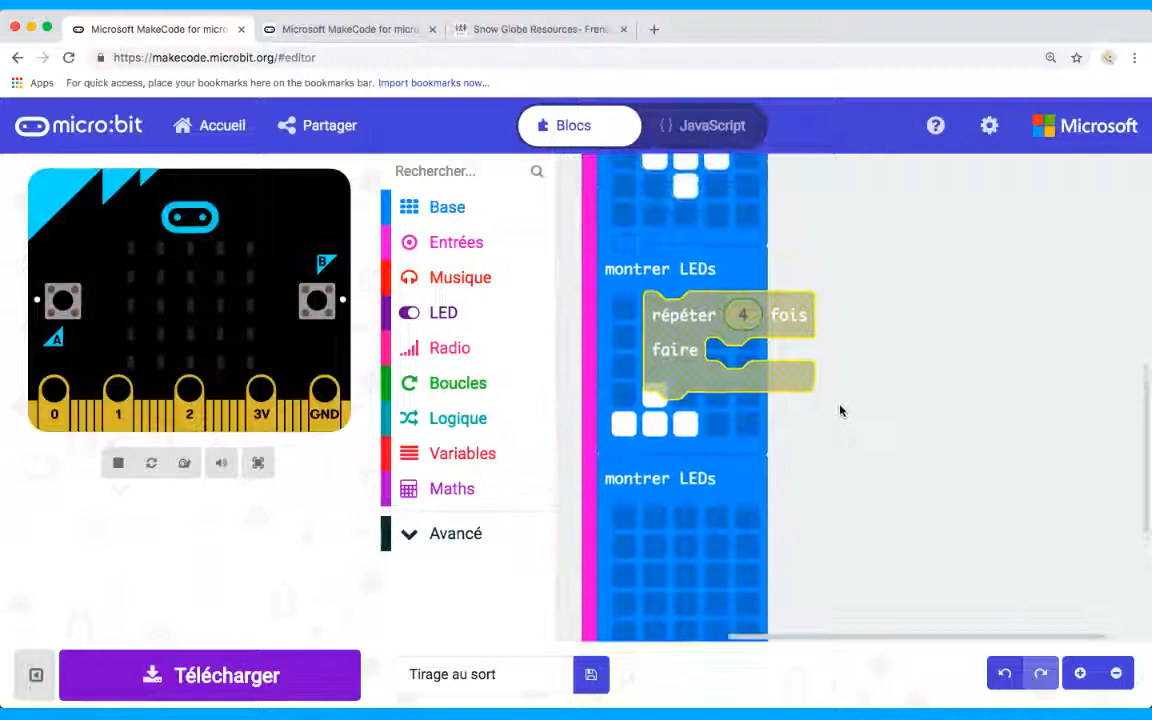 Microsoft MakeCode for micro
Microsoft MakeCode for micro
Snow Globe Resources- Fren
https://makecode.microbit.org/#editor
Apps For quick access, place your bookmarks here on the bookmarks bar. Import bookmarks now...
micro:bit
Accueil
Partager
Blocs
{} JavaScript
Microsoft
Rechercher...
Base
Entrées
Musique
LED
Radio
Boucles
Logique
Variables
Maths
Avancé
A
B
0 1 2 3V GND
montrer LEDs
répéter 4 fois
faire
montrer LEDs
Télécharger
Tirage au sort